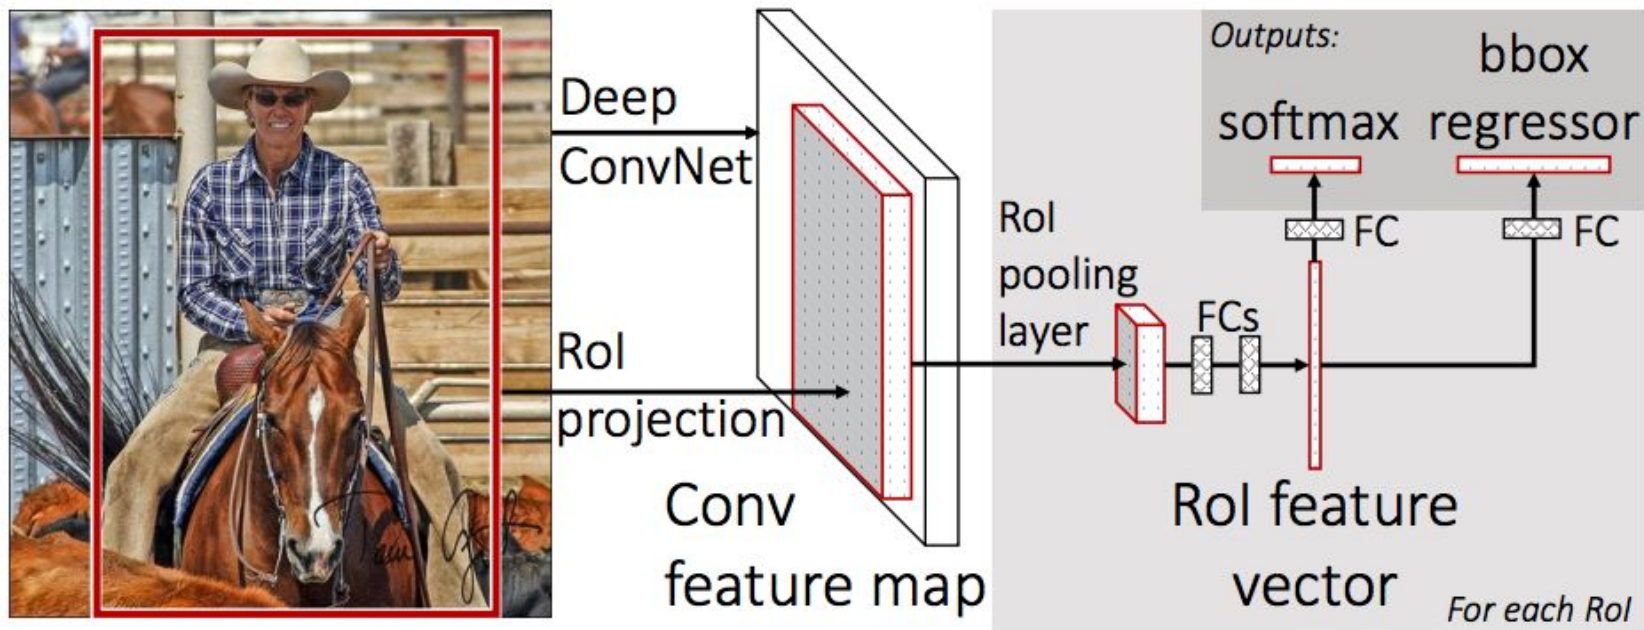 Deep
ConvNet
RoI
projection
Conv
feature map
RoI
pooling
layer
FCs
RoI feature
vector
For each RoI
Outputs:
softmax
bbox
regressor
FC
FC